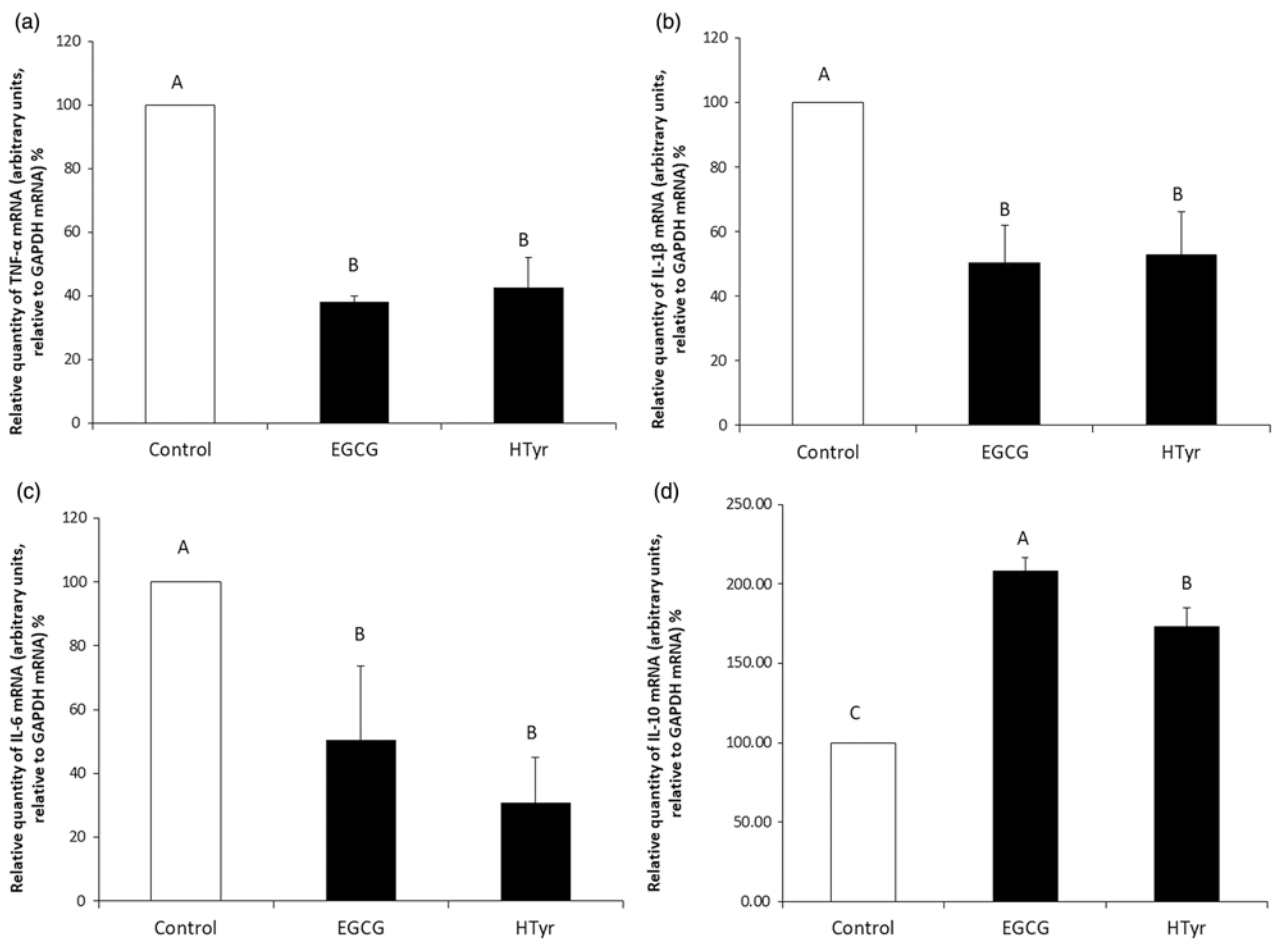 (a)
Relative quantity of TNF-α mRNA (arbitrary units,
relative to GAPDH mRNA) %
120
100
80
60
40
20
0
A
B
B
Control
EGCG
HTyr
(b)
Relative quantity of IL-1β mRNA (arbitrary units,
relative to GAPDH mRNA) %
120
100
80
60
40
20
0
A
B
B
Control
EGCG
HTyr
(c)
Relative quantity of IL-6 mRNA (arbitrary units,
relative to GAPDH mRNA) %
120
100
80
60
40
20
0
A
B
B
Control
EGCG
HTyr
(d)
Relative quantity of IL-10 mRNA (arbitrary units,
relative to GAPDH mRNA) %
250.00
200.00
150.00
100.00
50.00
0.00
C
A
B
Control
EGCG
HTyr